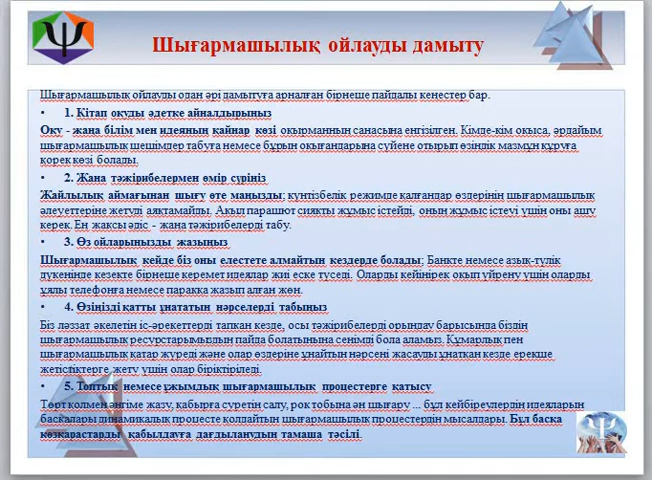 Шығармашылық ойлауды дамыту
Шығармашылық ойлауды одан әрі дамытуға арналған бірнеше пайдалы кеңестер бар.
• 1. Кітап оқуды әдетке айналдырыңыз
Оқу - жаңа білім мен идеяның қайнар көзі оқырманның санасына енгізілген. Кімде-кім оқыса, әрдайым
шығармашылық шешімдер табуға немесе бұрын оқығандарына сүйене отырып өзіндік мазмұн құруға
қорек көзі болады.
• 2. Жаңа тәжірибелермен өмір сүріңіз
Жайлылық аймағынан шығу өте маңызды; күнтізбелік режимде қалғандар өздерінің шығармашылық
әлеуеттеріне жетуді аяқтамайды. Ақыл парашют сияқты жұмыс істейді, оның жұмыс істеуі үшін оны ашу
керек. Ең жақсы әдіс - жаңа тәжірибелерді табу.
• 3. Өз ойларыңызды жазыңыз
Шығармашылық кейде біз оны елестете алмайтын кездерде болады; Банкте немесе азық-түлік
дүкенінде кезекте бірнеше керемет идеялар жиі еске түседі. Оларды кейінірек оқып үйрену үшін оларды
ұялы телефонға немесе параққа жазып алған жөн.
• 4. Өзіңізді қатты ұнататын нәрселерді табыңыз
Біз ләззат әкелетін іс-әрекеттерді тапқан кезде, осы тәжірибелерді орындау барысында біздің
шығармашылық ресурстарымыздың пайда болатынына сенімді бола аламыз. Құмарлық пен
шығармашылық қатар жүреді және олар өздеріне ұнайтын нәрсені жасауды ұнатқан кезде ерекше
жетістіктерге жету үшін олар біріктіріледі.
• 5. Топтық немесе ұжымдық шығармашылық процестерге қатысу
Төрт қолмен әңгіме жазу, қабырға суретін салу, рок тобына ән шығару ... бұл кейбіреулердің идеяларын
басқалары динамикалық процесте қолдайтын шығармашылық процестердің мысалдары. Бұл басқа
көзқарастарды қабылдауға дағдыланудың тамаша тәсілі.